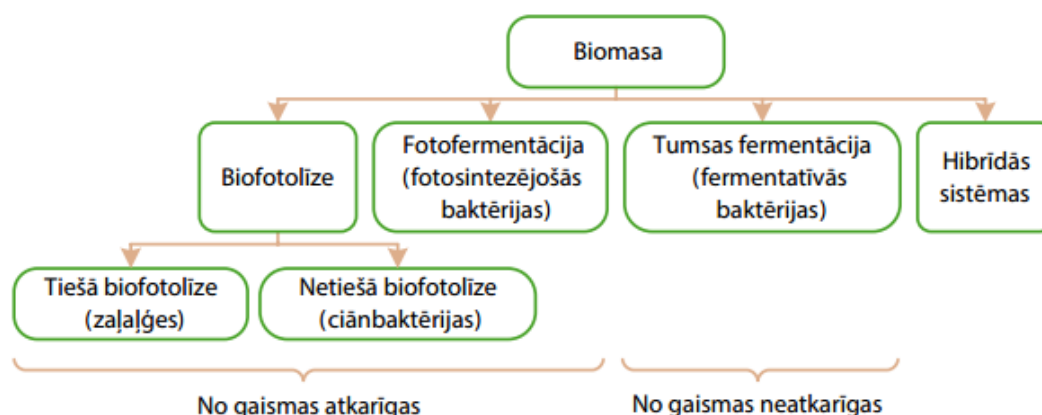 Biomasa
Biofotolīze
Fotofermentācija
(fotosintezējošās
baktērijas)
Tumsas fermentācija
(fermentatīvās
baktērijas)
Hibrīdās
sistēmas
Tiešā biofotolīze
(zaļaļģes)
Netiešā biofotolīze
(ciānbaktērijas)
No gaismas atkarīgas
No gaismas neatkarīgas